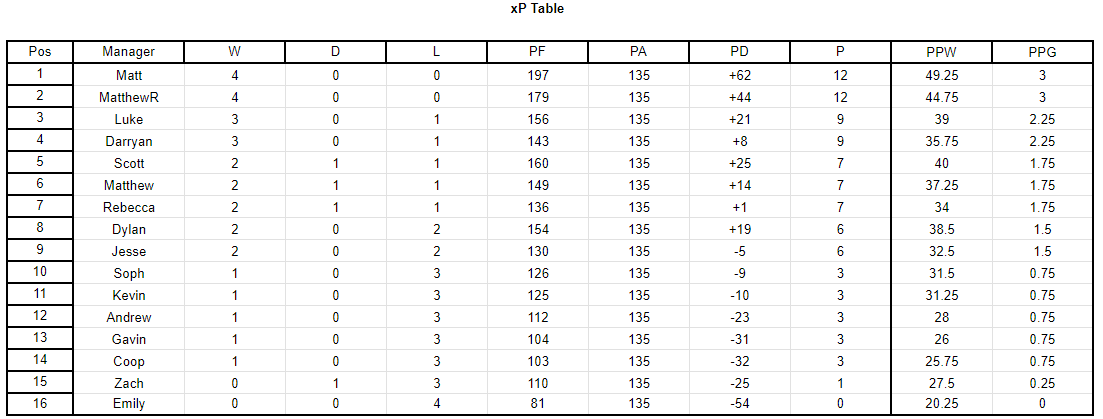 xP Table
Pos Manager W D L PF PA PD P PPW PPG
1 Matt 4 0 0 197 135 +62 12 49.25 3
2 MatthewR 4 0 0 179 135 +44 12 44.75 3
3 Luke 3 0 1 156 135 +21 9 39 2.25
4 Darryan 3 0 1 143 135 +8 9 35.75 2.25
5 Scott 2 1 1 160 135 +25 7 40 1.75
6 Matthew 2 1 1 149 135 +14 7 37.25 1.75
7 Rebecca 2 1 1 136 135 +1 7 34 1.75
8 Dylan 2 0 2 154 135 +19 6 38.5 1.5
9 Jesse 2 0 2 130 135 -5 6 32.5 1.5
10 Soph 1 0 3 126 135 -9 3 31.5 0.75
11 Kevin 1 0 3 125 135 -10 3 31.25 0.75
12 Andrew 1 0 3 112 135 -23 3 28 0.75
13 Gavin 1 0 3 104 135 -31 3 26 0.75
14 Coop 1 0 3 103 135 -32 3 25.75 0.75
15 Zach 0 1 3 110 135 -25 1 27.5 0.25
16 Emily 0 0 4 81 135 -54 0 20.25 0